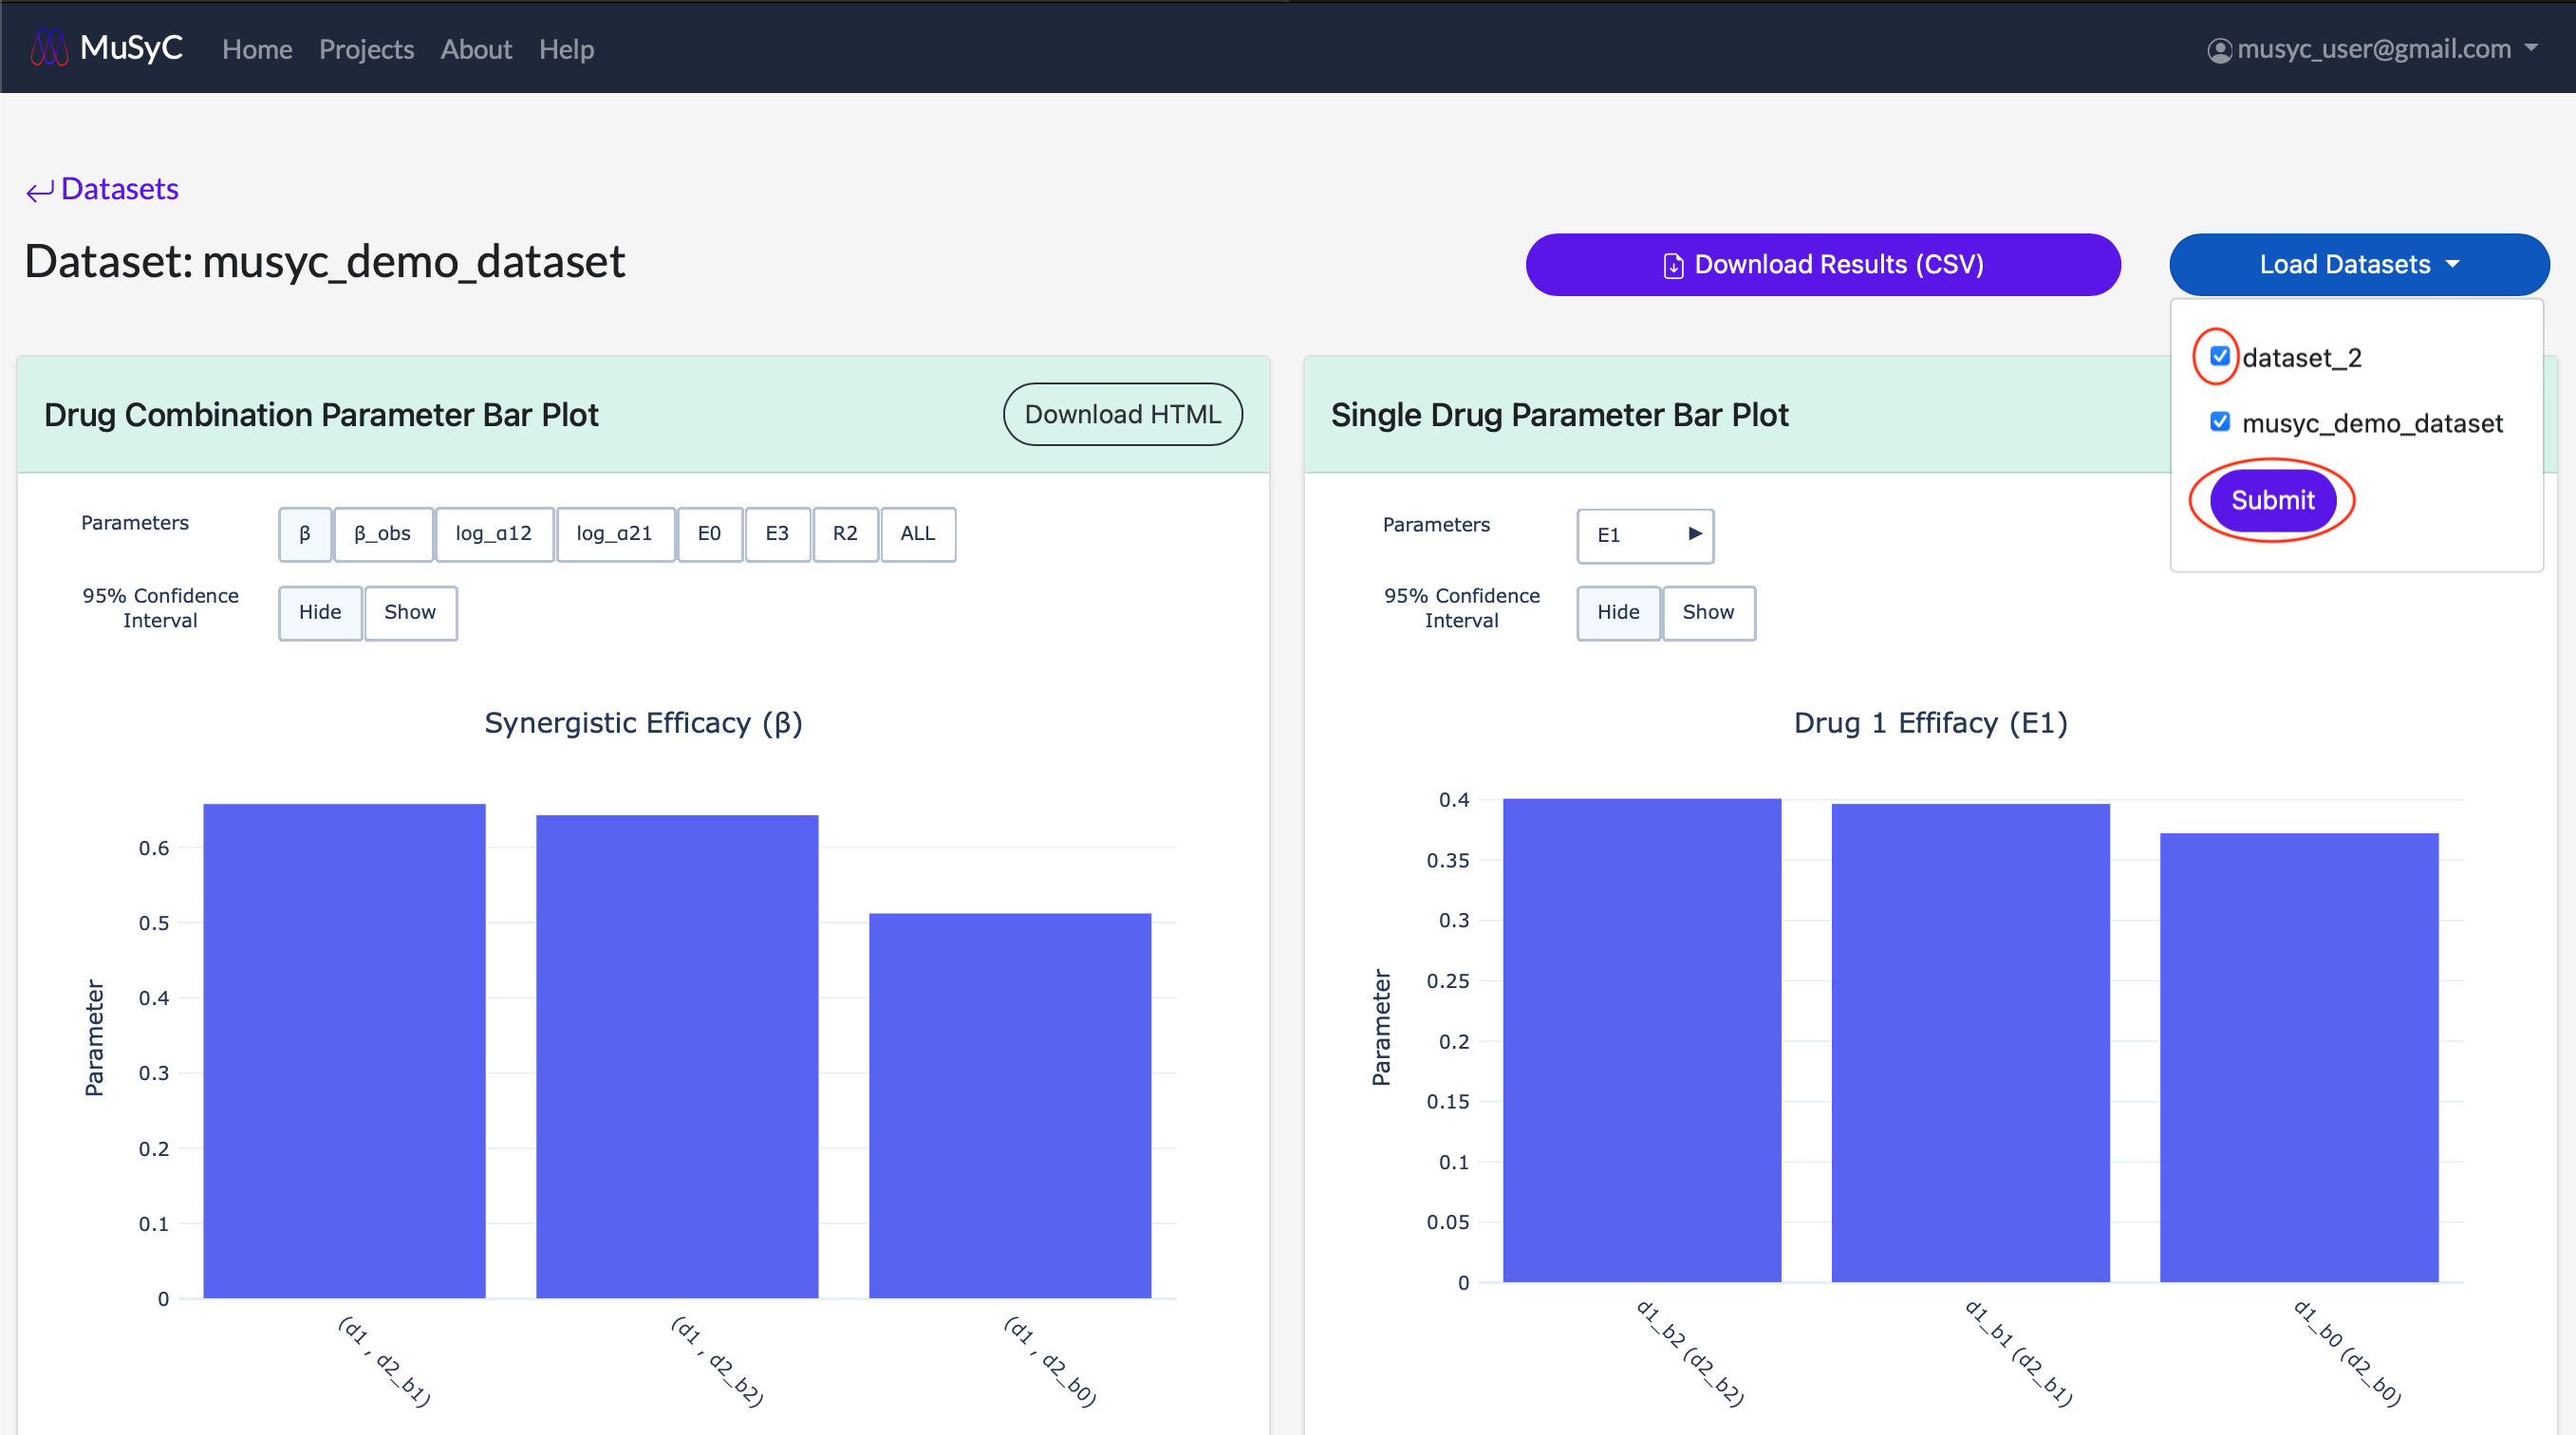 MuSyC Home Projects About Help musyc_user@gmail.com
Datasets
Dataset: musyc_demo_dataset
Download Results (CSV)
Load Datasets
dataset_2
musyc_demo_dataset
Submit
Drug Combination Parameter Bar Plot
Download HTML
Parameters
β β_obs log_α12 log_α21 E0 E3 R2 ALL
95% Confidence
Interval
Hide Show
Synergistic Efficacy (β)
Parameter
0.6
0.5
0.4
0.3
0.2
0.1
0
(d1 , d2_b1)
(d1 , d2_b2)
(d1 , d2_b0)
Single Drug Parameter Bar Plot
Parameters
E1 ▶
95% Confidence
Interval
Hide Show
Drug 1 Effifacy (E1)
Parameter
0.4
0.35
0.3
0.25
0.2
0.15
0.1
0.05
0
d1_b2 (d2_b2)
d1_b1 (d2_b1)
d1_b0 (d2_b0)